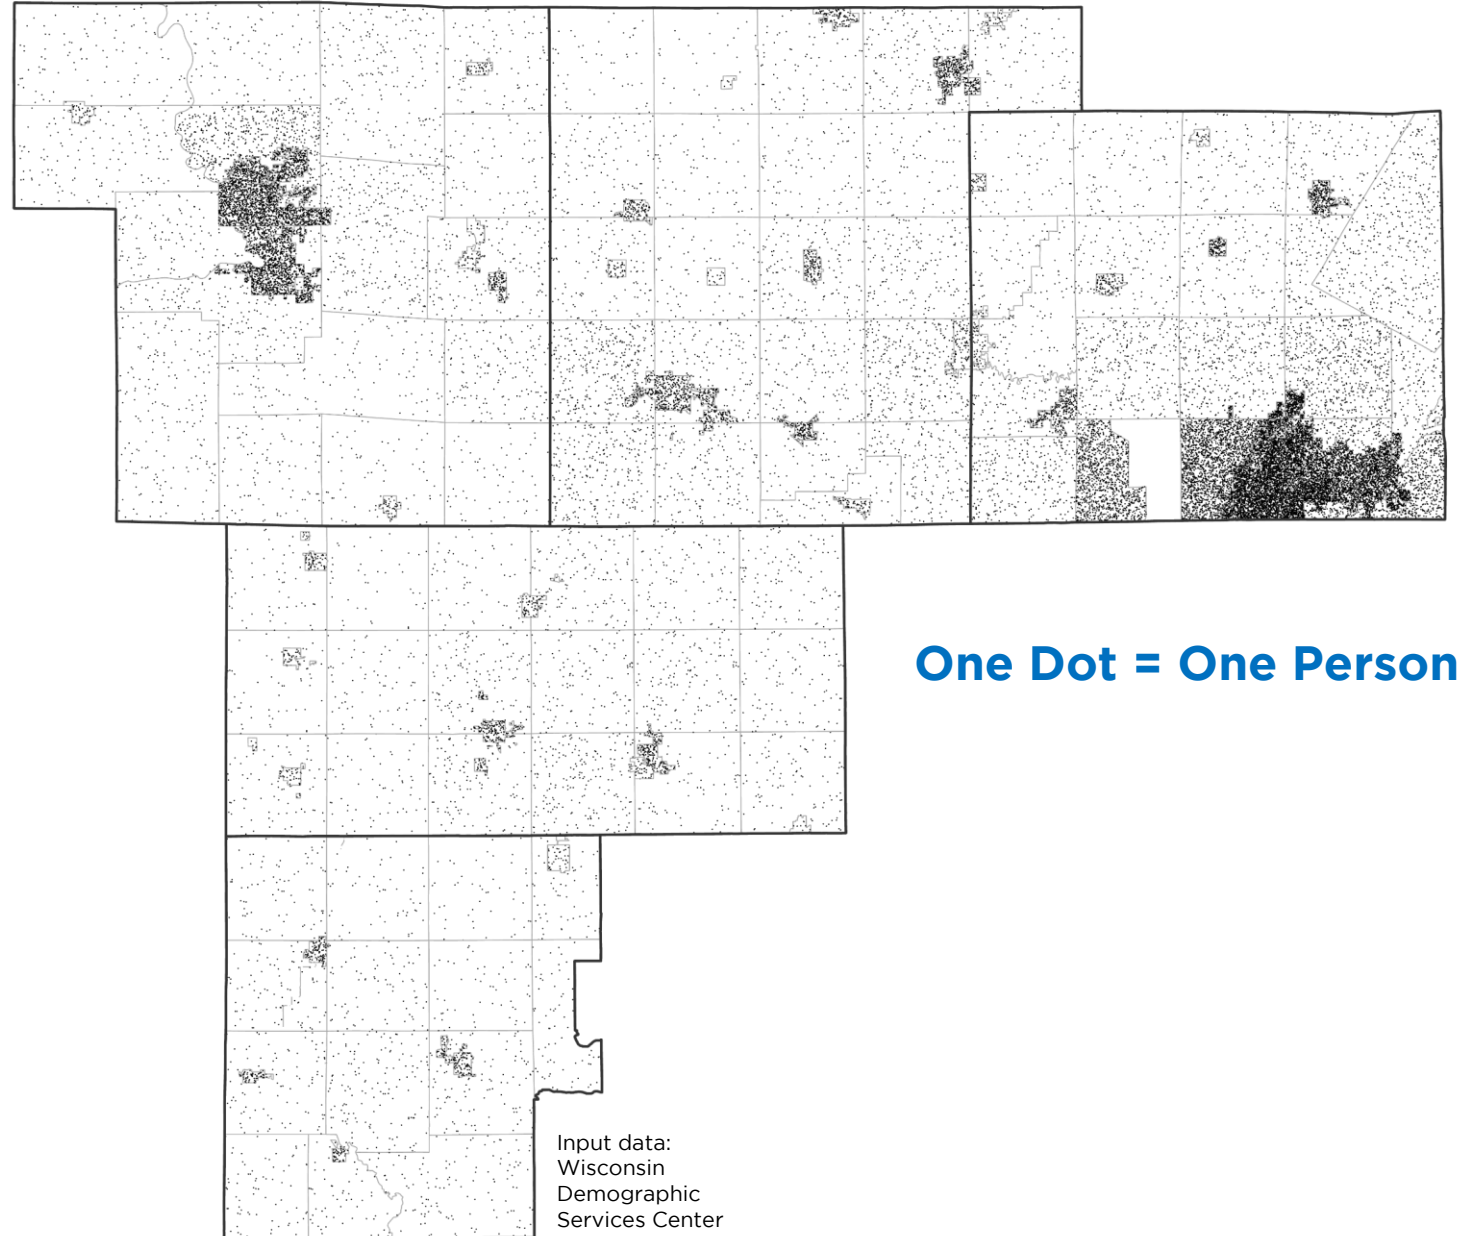 One Dot = One Person
Input data:
Wisconsin
Demographic
Services Center